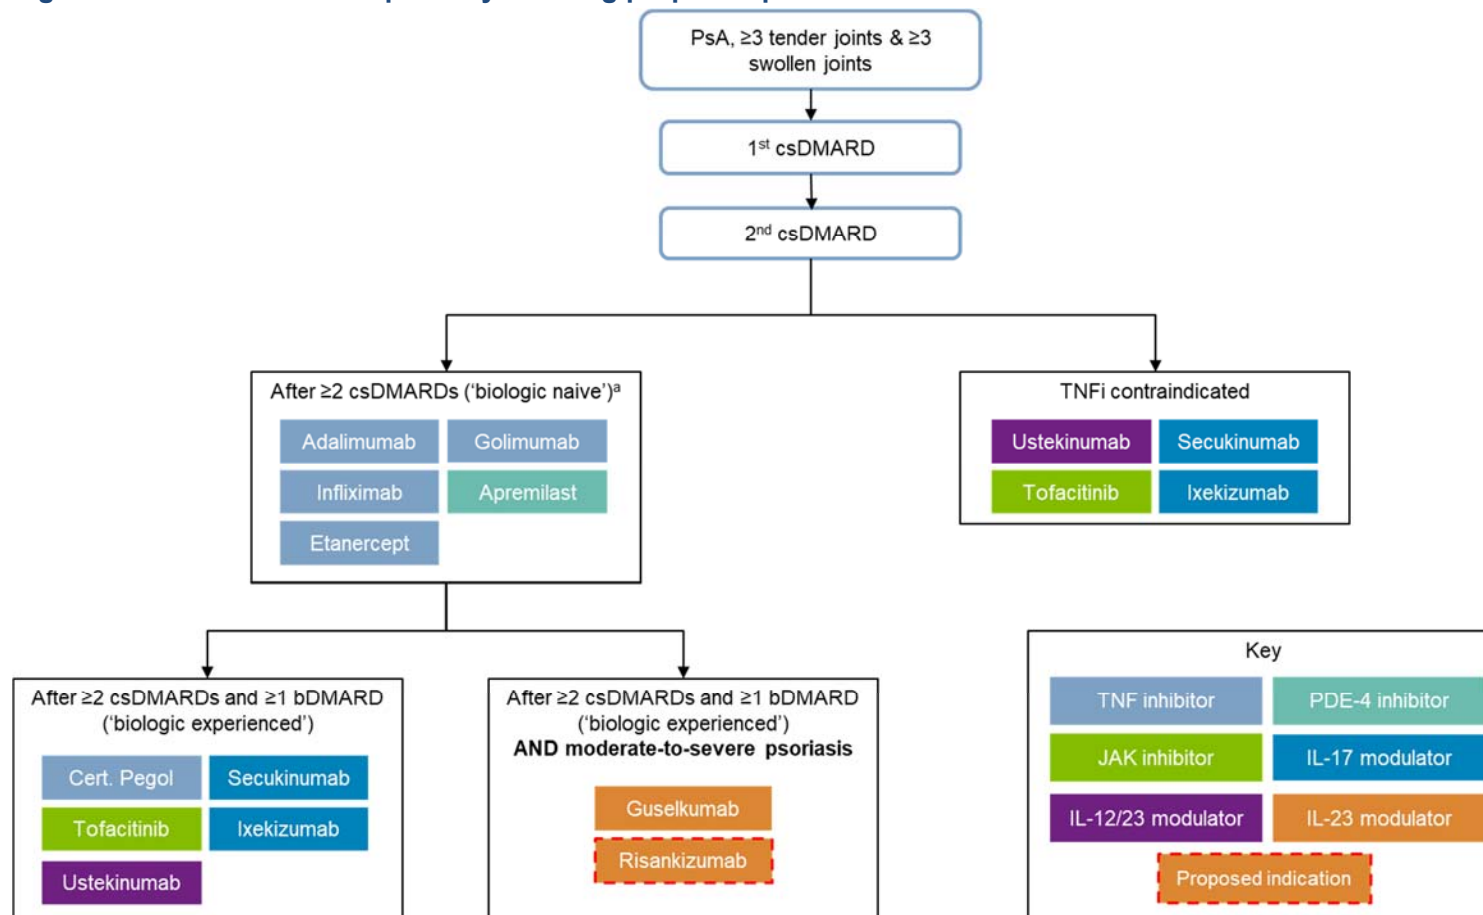 PsA, ≥3 tender joints & ≥3
swollen joints
1st csDMARD
2nd csDMARD
After ≥2 csDMARDs (‘biologic naive’)a
Adalimumab
Golimumab
Infliximab
Apremilast
Etanercept
TNFi contraindicated
Ustekinumab
Secukinumab
Tofacitinib
Ixekizumab
After ≥2 csDMARDs and ≥1 bDMARD
(‘biologic experienced’)
Cert. Pegol
Secukinumab
Tofacitinib
Ixekizumab
Ustekinumab
After ≥2 csDMARDs and ≥1 bDMARD
(‘biologic experienced’)
AND moderate-to-severe psoriasis
Guselkumab
Risankizumab
Key
TNF inhibitor
PDE-4 inhibitor
JAK inhibitor
IL-17 modulator
IL-12/23 modulator
IL-23 modulator
Proposed indication